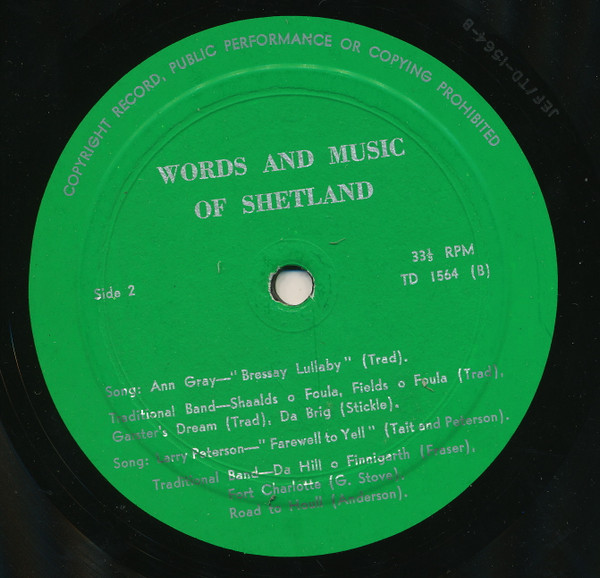 COPYRIGHT RECORD, PUBLIC PERFORMANCE OR COPYING PROHIBITED
JEF/TD-1564-B
WORDS AND MUSIC
OF SHETLAND
Side 2
33⅓ RPM
TD 1564 (B)
Song: Ann Gray—"Bressay Lullaby" (Trad).
Traditional Band—Shaalds o Foula, Fields o Foula (Trad),
Ganster's Dream (Trad), Da Brig (Stickle).
Song: Larry Peterson—"Farewell to Yell" (Tait and Peterson).
Traditional Band—Da Hill o Finnigarth (Fraser),
Fort Charlotte (G. Stove),
Road to (Anderson).